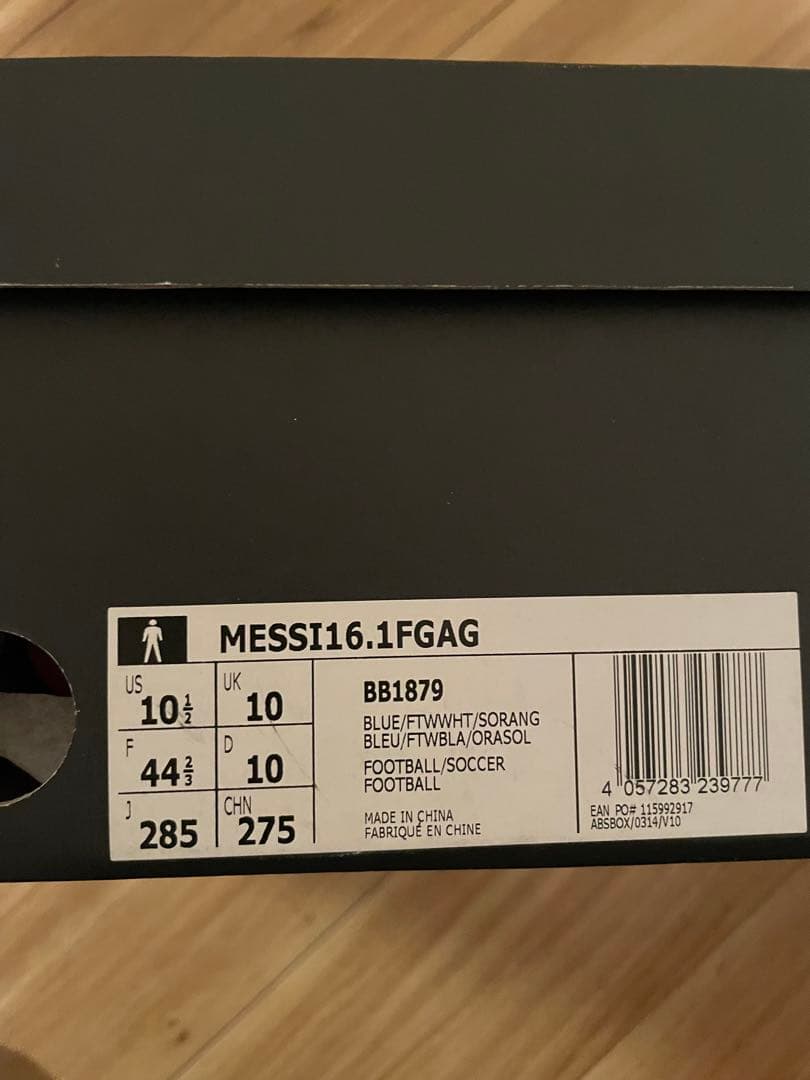 MESSI16.1FGAG
US 10½
UK 10
F 44⅔
D 10
J 285
CHN 275
BB1879
BLUE/FTWWHT/SORANG
BLEU/FTWBLA/ORASOL
FOOTBALL/SOCCER
FOOTBALL
MADE IN CHINA
FABRIQUÉ EN CHINE
4 057283 239777
EAN PO# 115992917
ABSBOX/0314/V10